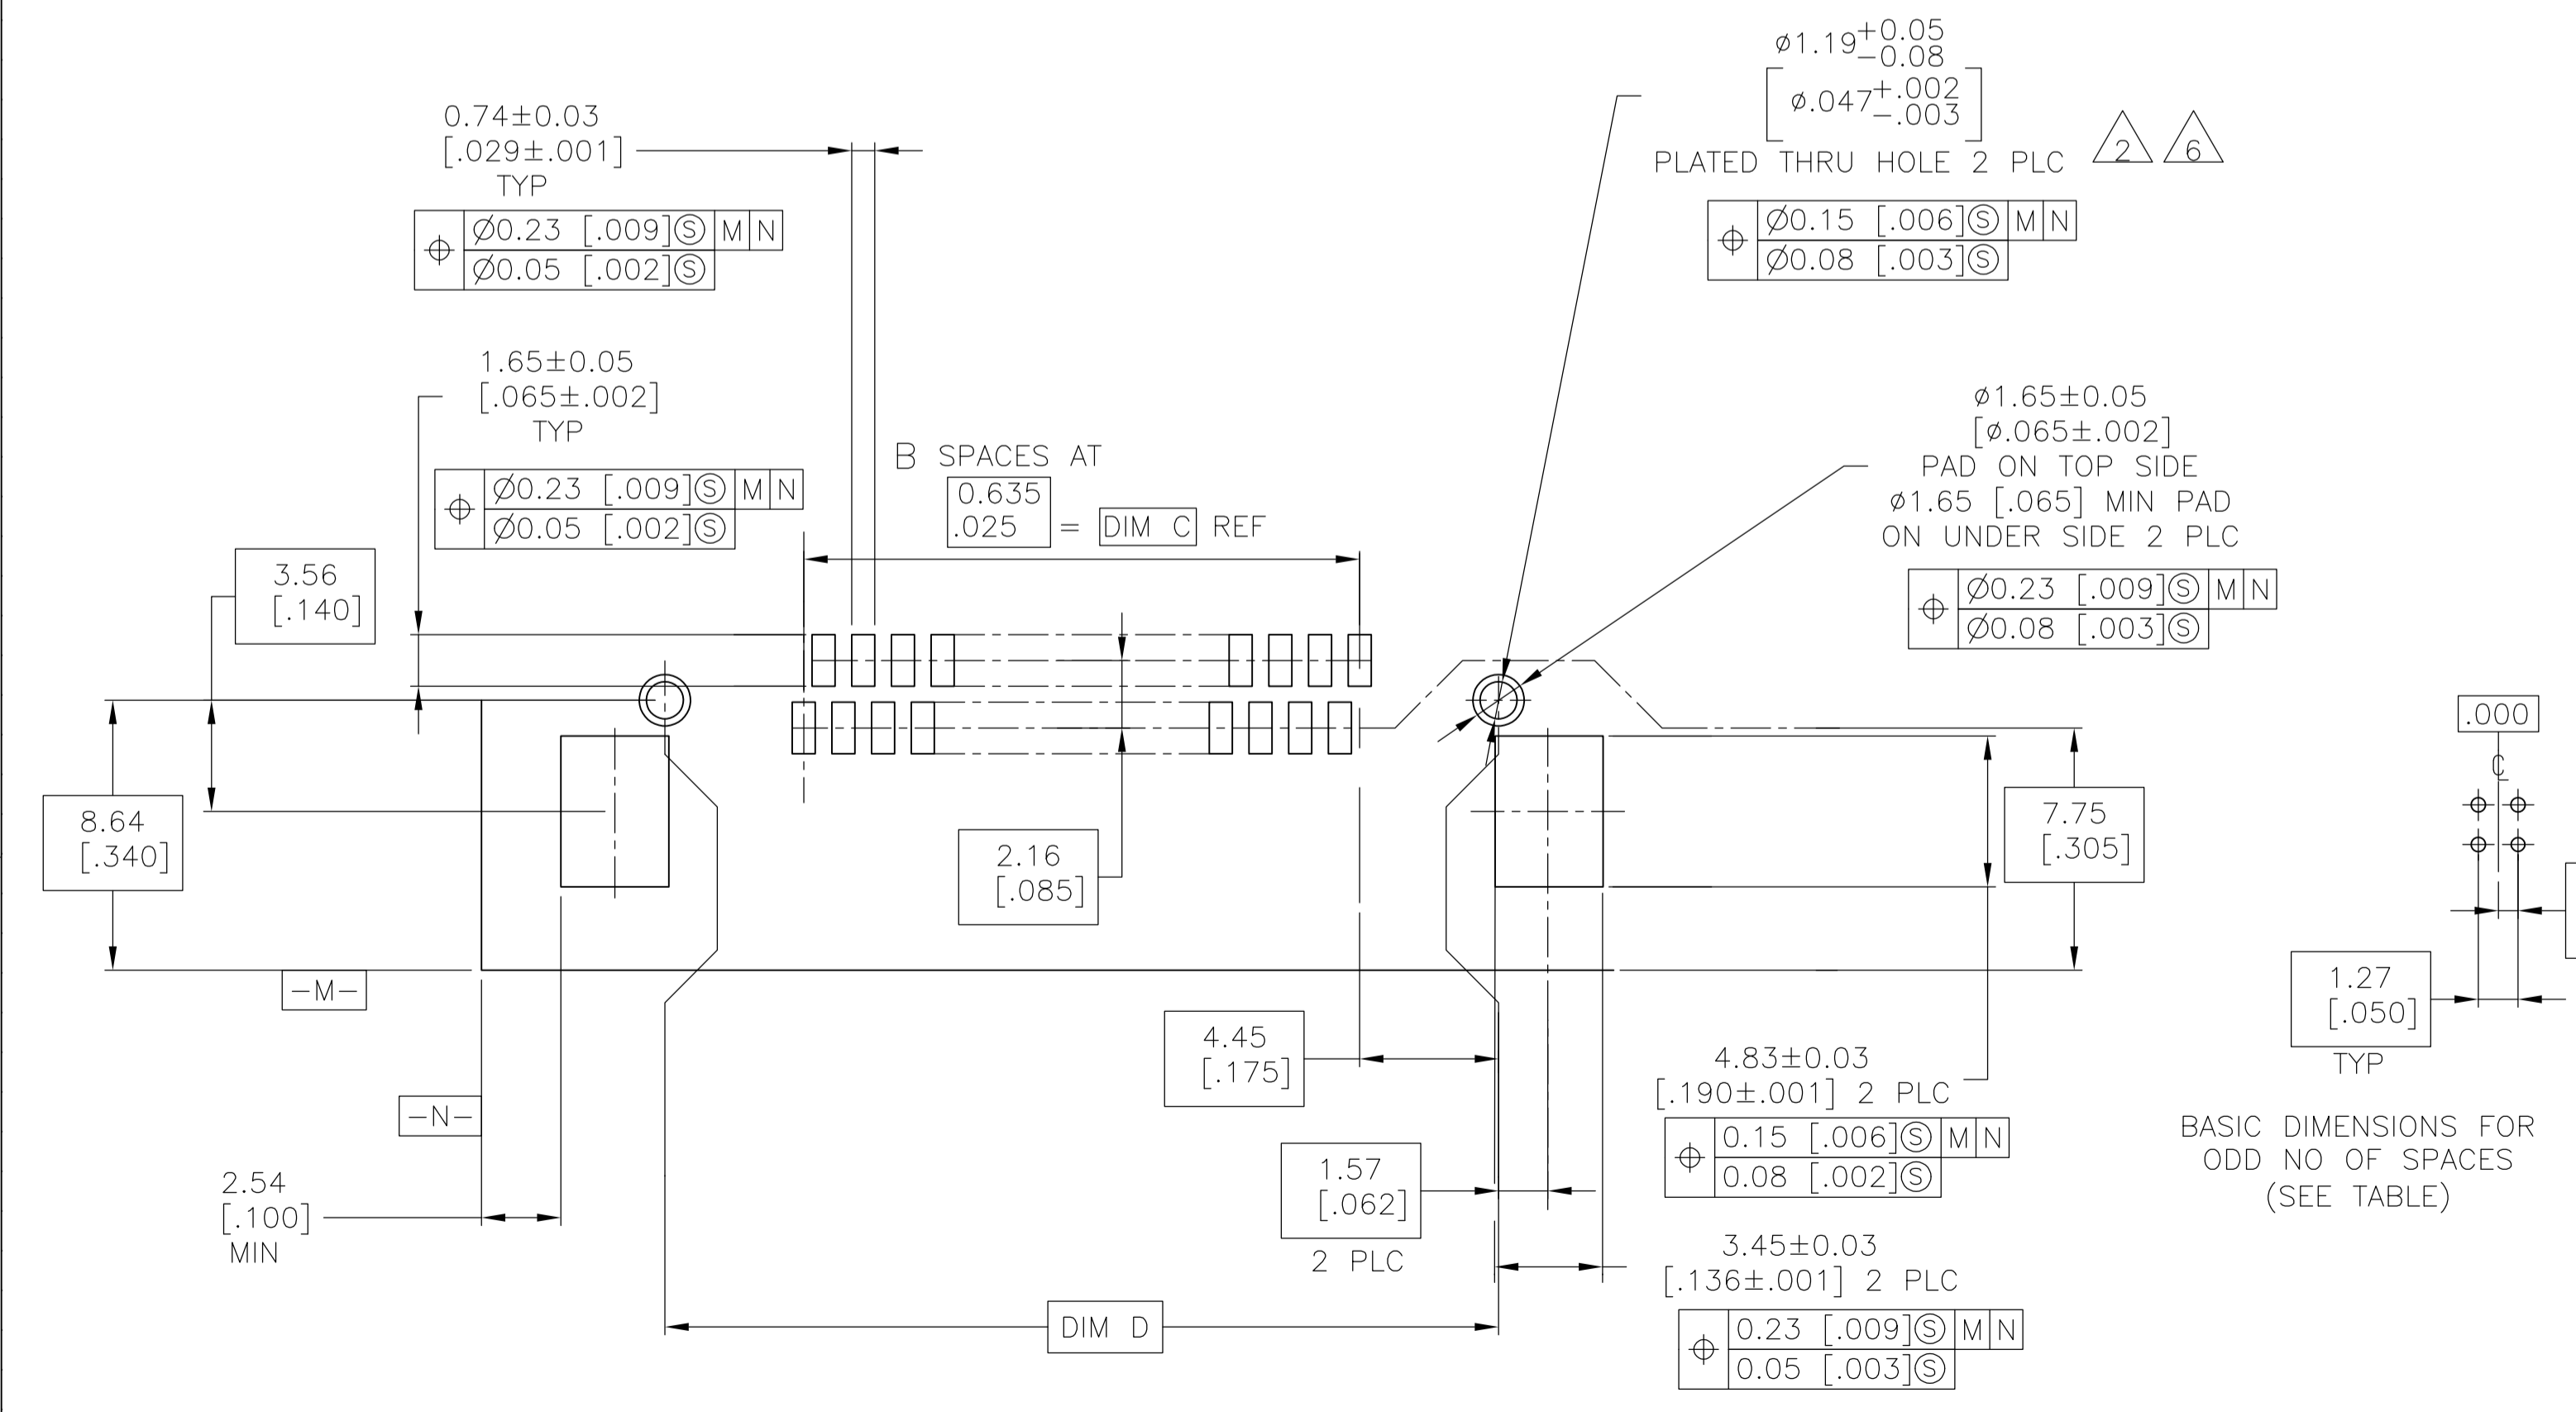 0.74±0.03
[.029±.001]
TYP
⌖ Ø0.23 [.009]Ⓢ M N
Ø0.05 [.002]Ⓢ
ø1.19+0.05
−0.08
[ø.047+.002
−.003]
PLATED THRU HOLE 2 PLC 2 6
⌖ Ø0.15 [.006]Ⓢ M N
Ø0.08 [.003]Ⓢ
1.65±0.05
[.065±.002]
TYP
⌖ Ø0.23 [.009]Ⓢ M N
Ø0.05 [.002]Ⓢ
B SPACES AT
0.635
.025 = DIM C REF
ø1.65±0.05
[ø.065±.002]
PAD ON TOP SIDE
ø1.65 [.065] MIN PAD
ON UNDER SIDE 2 PLC
⌖ Ø0.23 [.009]Ⓢ M N
Ø0.08 [.003]Ⓢ
3.56
[.140]
8.64
[.340]
2.16
[.085]
7.75
[.305]
.000
℄
1.27
[.050]
TYP
BASIC DIMENSIONS FOR
ODD NO OF SPACES
(SEE TABLE)
−M−
−N−
2.54
[.100]
MIN
4.45
[.175]
1.57
[.062]
2 PLC
4.83±0.03
[.190±.001] 2 PLC
⌖ 0.15 [.006]Ⓢ M N
0.08 [.002]Ⓢ
3.45±0.03
[.136±.001] 2 PLC
⌖ 0.23 [.009]Ⓢ M N
0.05 [.003]Ⓢ
DIM D